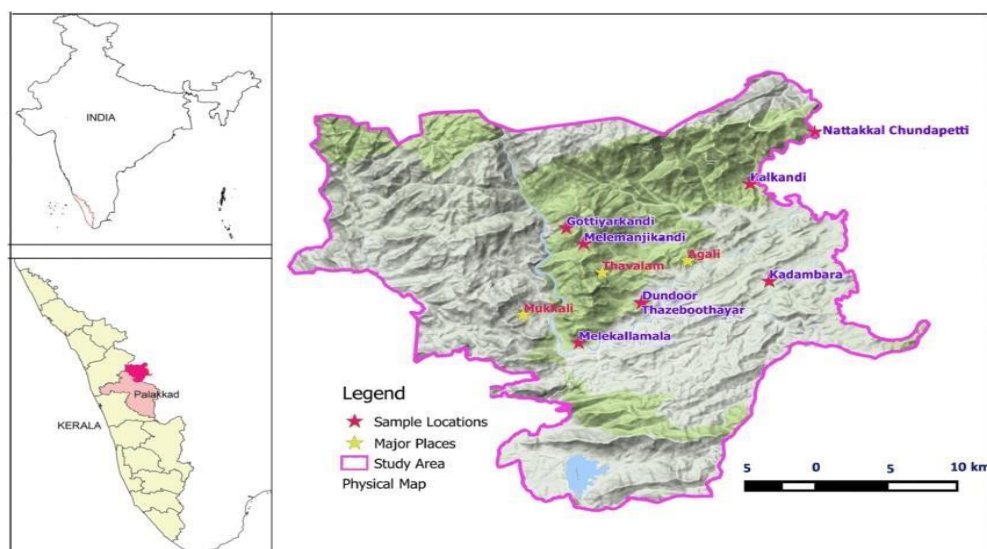 INDIA
Palakkad
KERALA
Nattakkal Chundapetti
Kalkandi
Gottiyarkandi
Melemanjikandi
Agali
Thavalam
Kadambara
Dundoor
Thazeboothayar
Mukkali
Melekallamala
Legend
Sample Locations
Major Places
Study Area
Physical Map
5 0 5 10 km